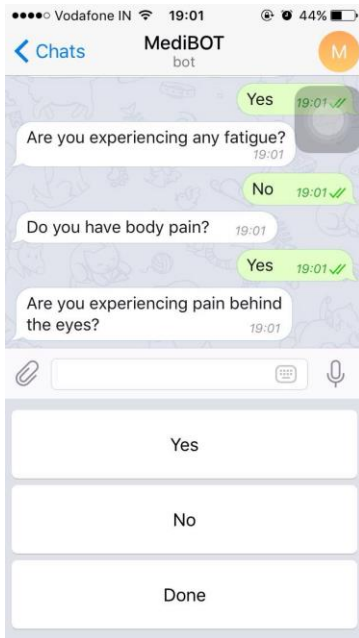 Vodafone IN 19:01 44%
Chats MediBOT M
bot
Yes 19:01
Are you experiencing any fatigue?
19:01
No 19:01
Do you have body pain? 19:01
Yes 19:01
Are you experiencing pain behind
the eyes? 19:01
Yes
No
Done